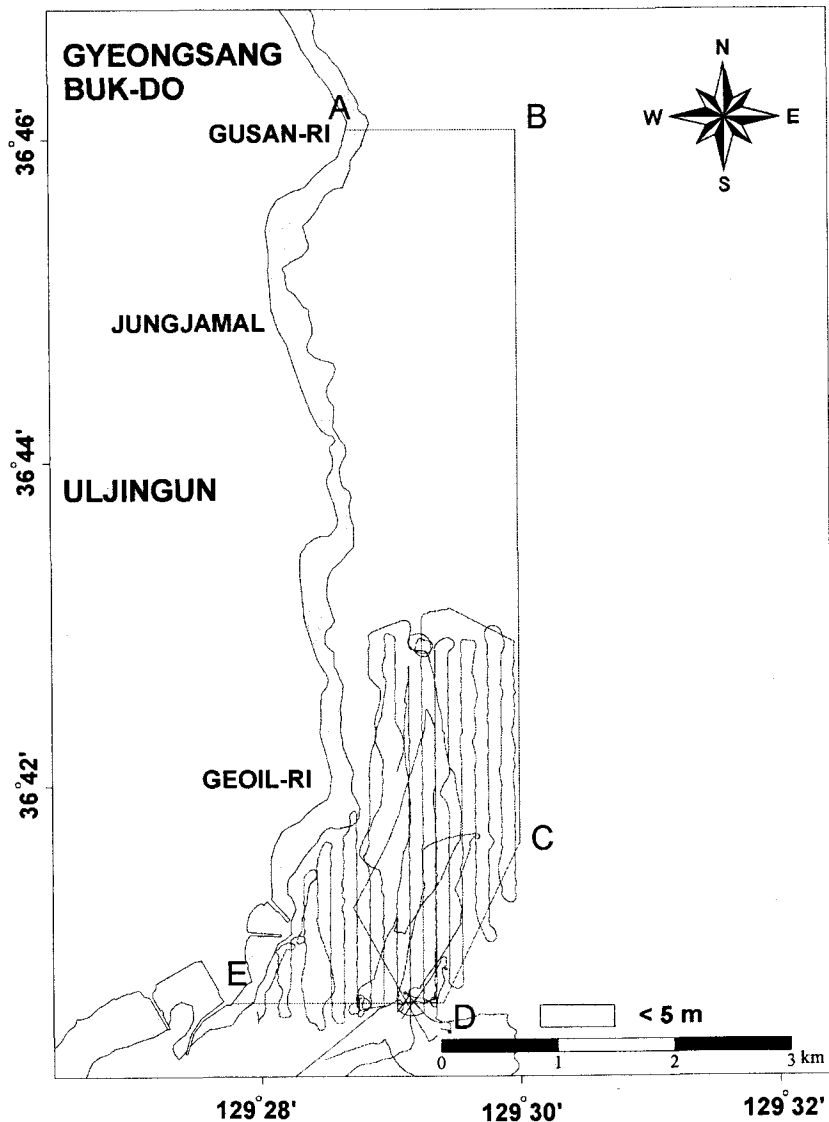 GYEONGSANG
BUK-DO
N
W
E
S
A
B
GUSAN-RI
36°46'
JUNGJAMAL
36°44'
ULJINGUN
GEOIL-RI
36°42'
C
E
D
< 5 m
0 1 2 3 km
129°28'
129°30'
129°32'